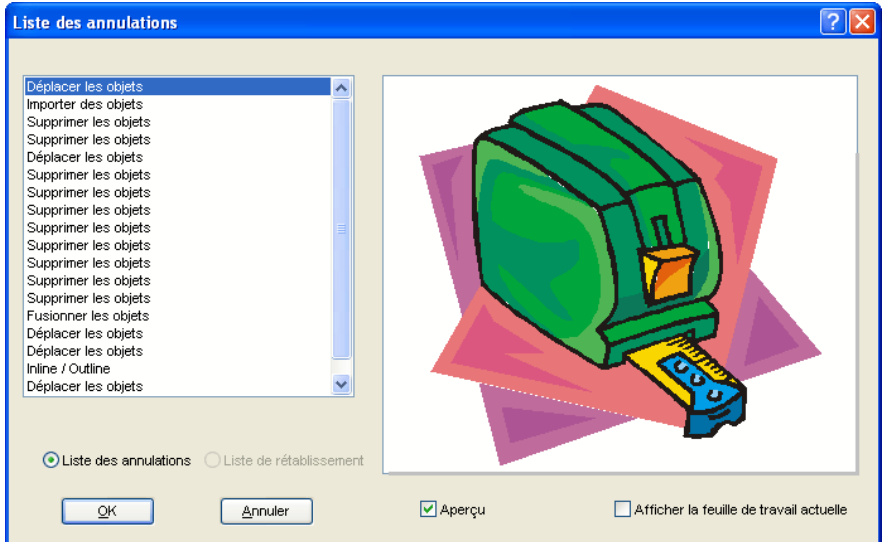 Liste des annulations
Déplacer les objets
Importer des objets
Supprimer les objets
Supprimer les objets
Déplacer les objets
Supprimer les objets
Supprimer les objets
Supprimer les objets
Supprimer les objets
Supprimer les objets
Supprimer les objets
Supprimer les objets
Supprimer les objets
Fusionner les objets
Déplacer les objets
Déplacer les objets
Inline / Outline
Déplacer les objets
Liste des annulations Liste de rétablissement
OK Annuler Aperçu Afficher la feuille de travail actuelle